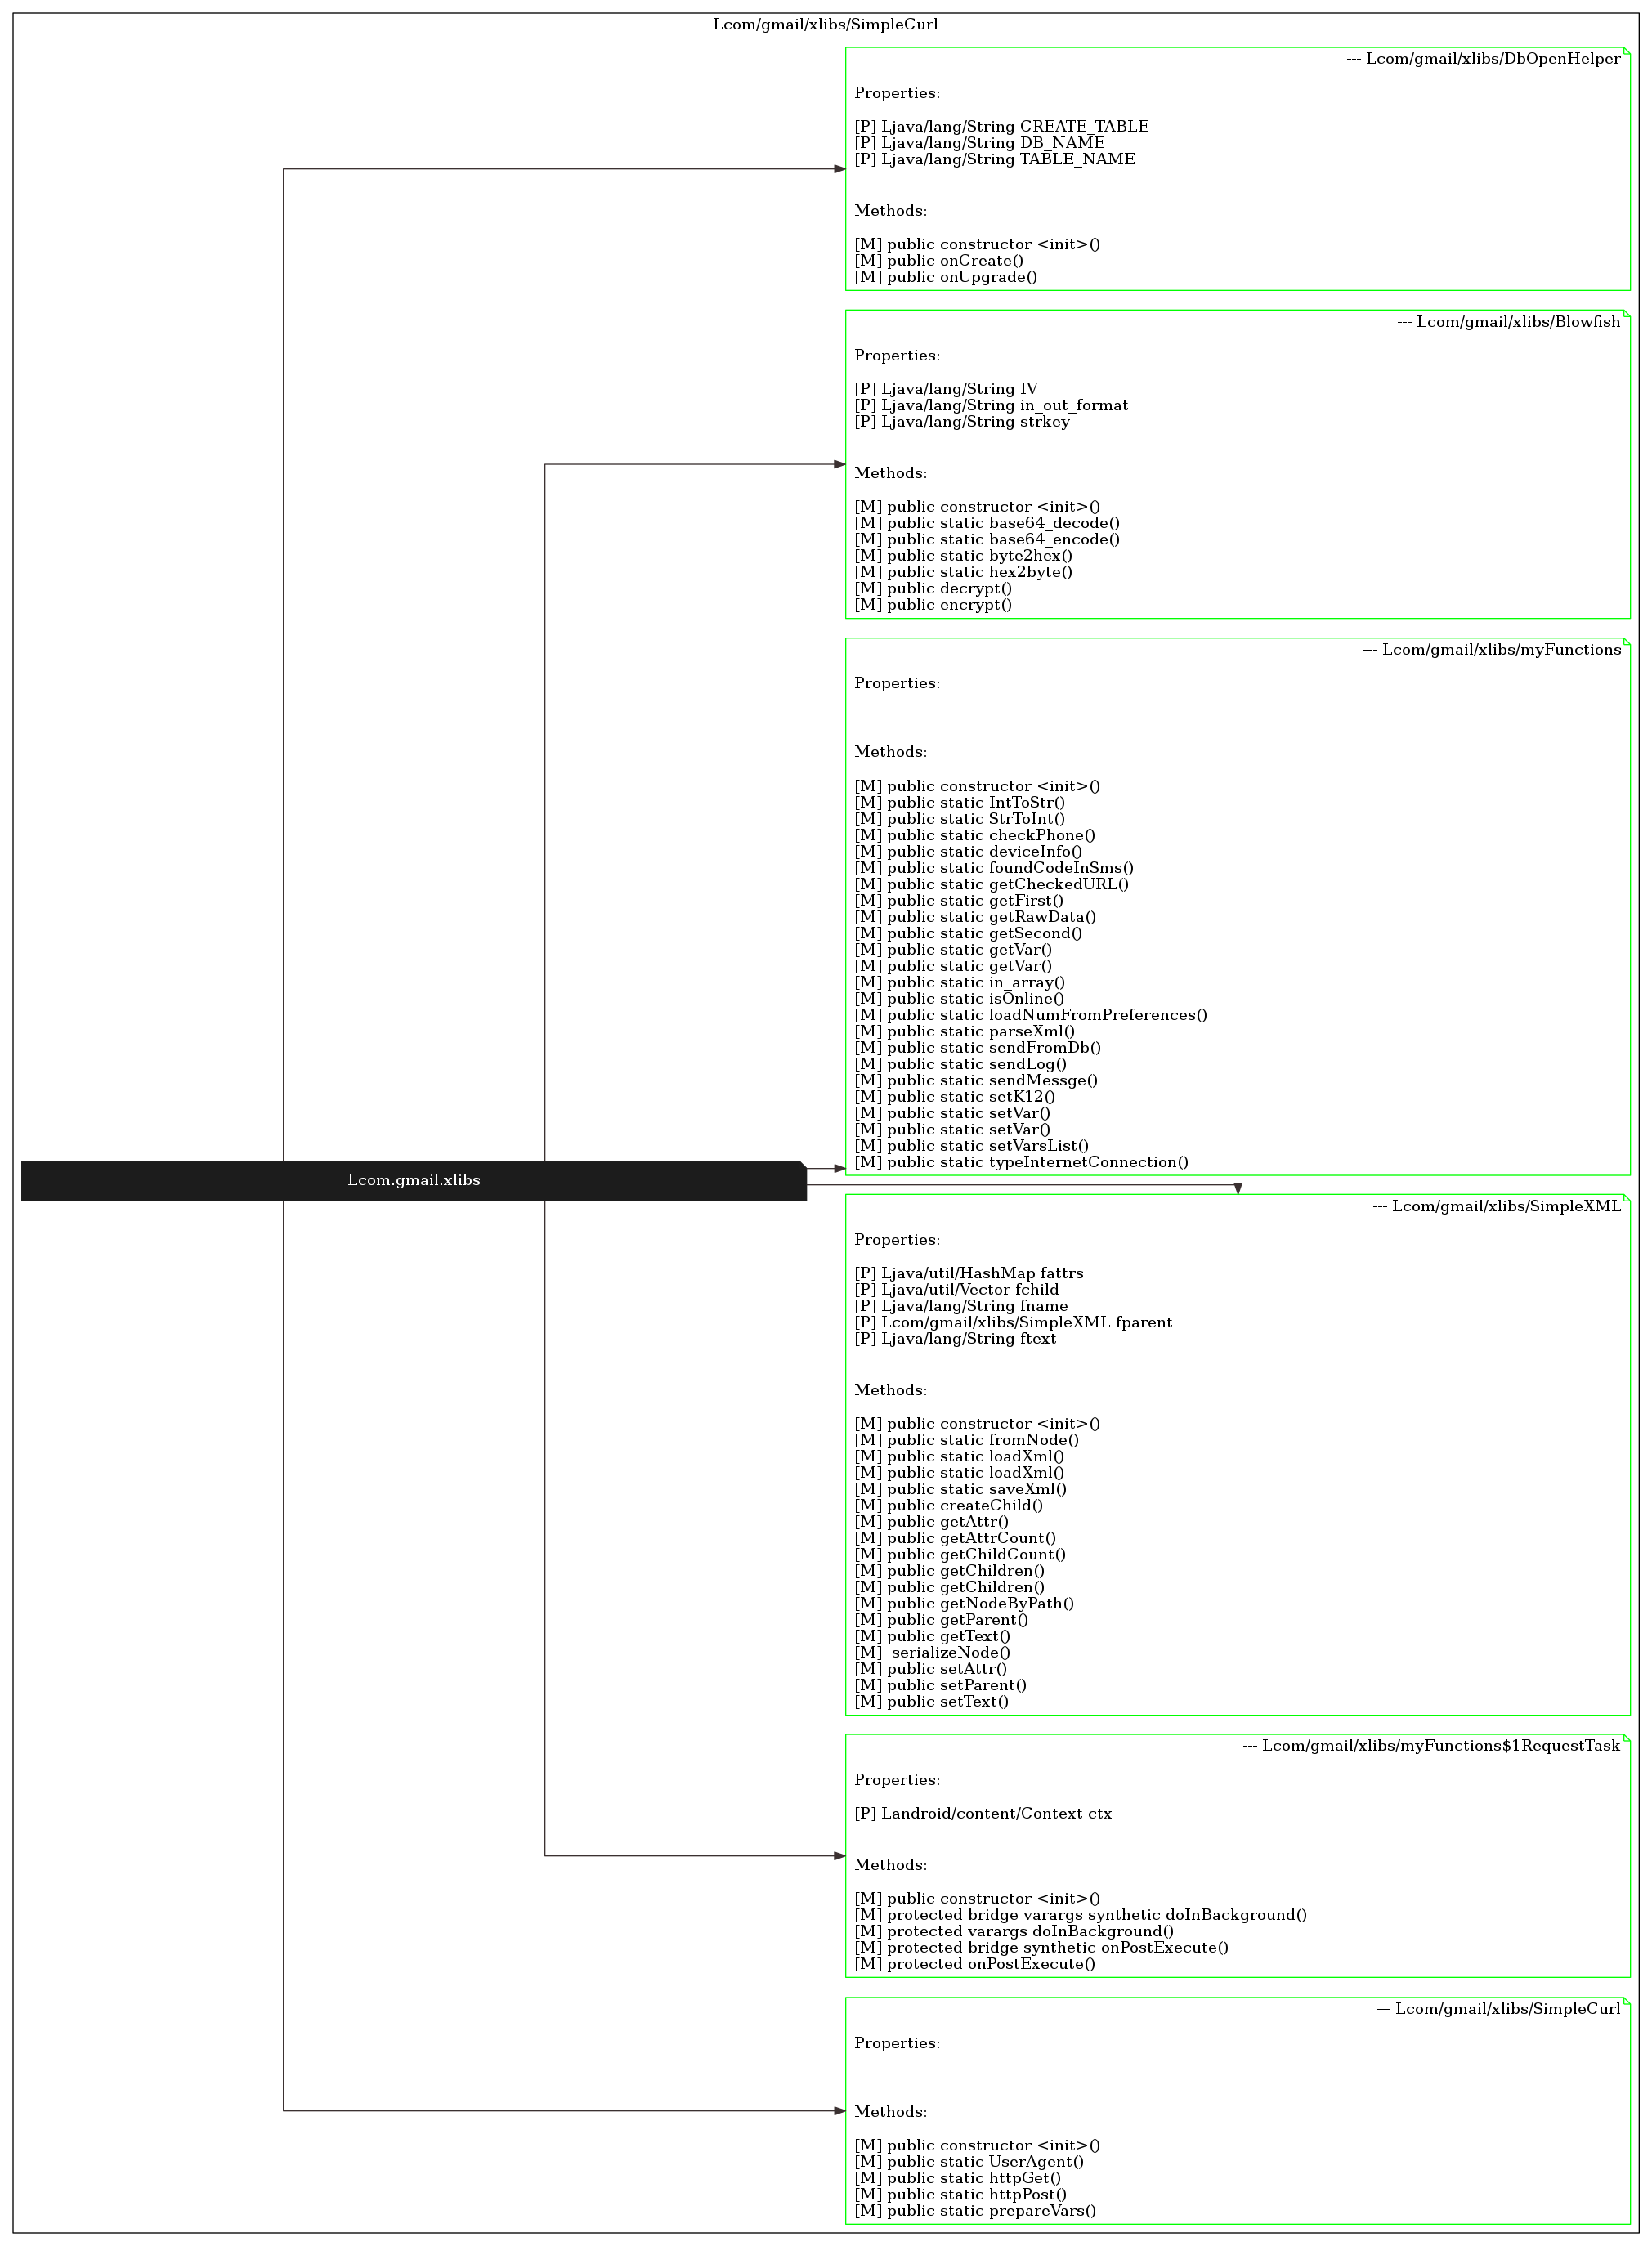 Lcom/gmail/xlibs/SimpleCurl
--- Lcom/gmail/xlibs/DbOpenHelper
Properties:
[P] Ljava/lang/String CREATE_TABLE
[P] Ljava/lang/String DB_NAME
[P] Ljava/lang/String TABLE_NAME
Methods:
[M] public constructor <init>()
[M] public onCreate()
[M] public onUpgrade()
--- Lcom/gmail/xlibs/Blowfish
Properties:
[P] Ljava/lang/String IV
[P] Ljava/lang/String in_out_format
[P] Ljava/lang/String strkey
Methods:
[M] public constructor <init>()
[M] public static base64_decode()
[M] public static base64_encode()
[M] public static byte2hex()
[M] public static hex2byte()
[M] public decrypt()
[M] public encrypt()
--- Lcom/gmail/xlibs/myFunctions
Properties:
Methods:
[M] public constructor <init>()
[M] public static IntToStr()
[M] public static StrToInt()
[M] public static checkPhone()
[M] public static deviceInfo()
[M] public static foundCodeInSms()
[M] public static getCheckedURL()
[M] public static getFirst()
[M] public static getRawData()
[M] public static getSecond()
[M] public static getVar()
[M] public static getVar()
[M] public static in_array()
[M] public static isOnline()
[M] public static loadNumFromPreferences()
[M] public static parseXml()
[M] public static sendFromDb()
[M] public static sendLog()
[M] public static sendMessge()
[M] public static setK12()
[M] public static setVar()
[M] public static setVar()
[M] public static setVarsList()
[M] public static typeInternetConnection()
Lcom.gmail.xlibs
--- Lcom/gmail/xlibs/SimpleXML
Properties:
[P] Ljava/util/HashMap fattrs
[P] Ljava/util/Vector fchild
[P] Ljava/lang/String fname
[P] Lcom/gmail/xlibs/SimpleXML fparent
[P] Ljava/lang/String ftext
Methods:
[M] public constructor <init>()
[M] public static fromNode()
[M] public static loadXml()
[M] public static loadXml()
[M] public static saveXml()
[M] public createChild()
[M] public getAttr()
[M] public getAttrCount()
[M] public getChildCount()
[M] public getChildren()
[M] public getChildren()
[M] public getNodeByPath()
[M] public getParent()
[M] public getText()
[M]  serializeNode()
[M] public setAttr()
[M] public setParent()
[M] public setText()
--- Lcom/gmail/xlibs/myFunctions$1RequestTask
Properties:
[P] Landroid/content/Context ctx
Methods:
[M] public constructor <init>()
[M] protected bridge varargs synthetic doInBackground()
[M] protected varargs doInBackground()
[M] protected bridge synthetic onPostExecute()
[M] protected onPostExecute()
--- Lcom/gmail/xlibs/SimpleCurl
Properties:
Methods:
[M] public constructor <init>()
[M] public static UserAgent()
[M] public static httpGet()
[M] public static httpPost()
[M] public static prepareVars()